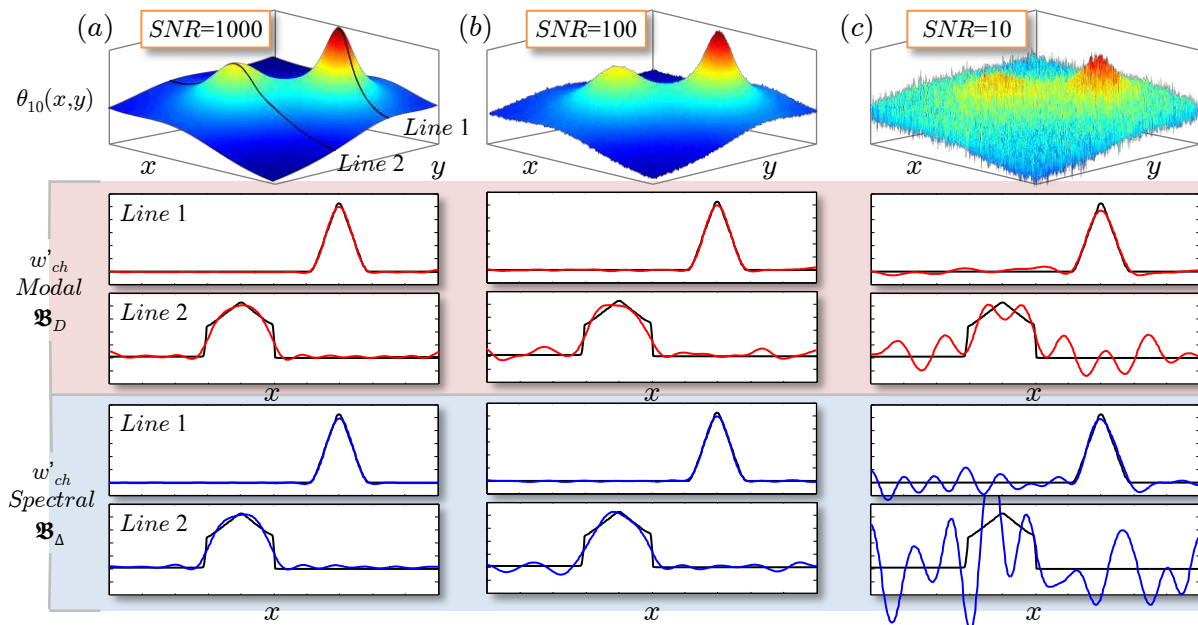 (a) SNR=1000
(b) SNR=100
(c) SNR=10
θ₁₀(x,y)
Line 1
Line 2
x y
x y
x y
w'ch
Modal
𝕭D
Line 1
Line 2
x x x
w'ch
Spectral
𝕭Δ
Line 1
Line 2
x x x